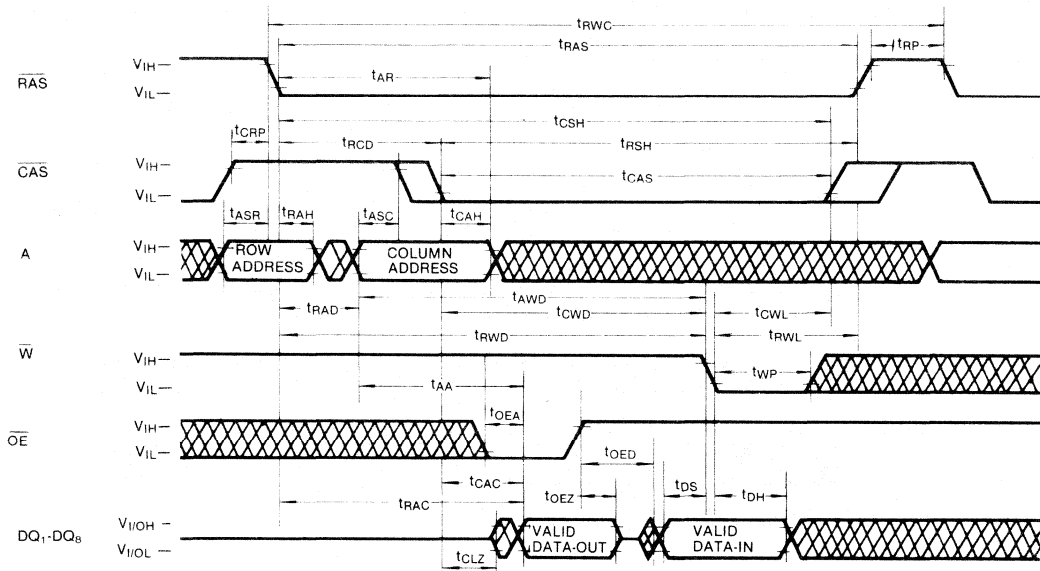 tRWC
tRAS
tRP
RAS
VIH—
VIL—
tAR
tCSH
tCRP
tRCD
tRSH
CAS
VIH—
VIL—
tCAS
tASR
tRAH
tASC
tCAH
A
VIH—
VIL—
ROW
ADDRESS
COLUMN
ADDRESS
tAWD
tRAD
tCWD
tCWL
tRWD
tRWL
W
VIH—
VIL—
tWP
tAA
tOEA
OE
VIH—
VIL—
tOED
tCAC
tRAC
tOEZ
tDS
tDH
DQ1-DQ8
VI/OH—
VI/OL—
VALID
DATA-OUT
VALID
DATA-IN
tCLZ